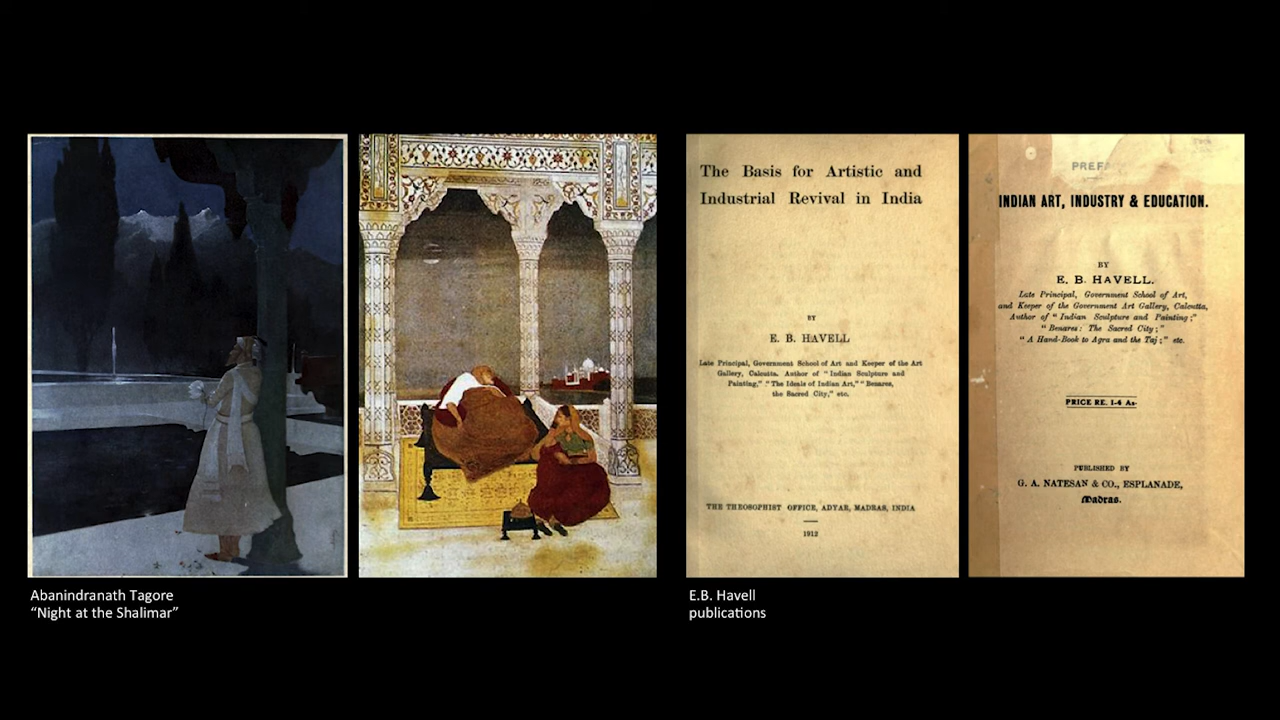 Abanindranath Tagore
“Night at the Shalimar”
The Basis for Artistic and
Industrial Revival in India
BY
E. B. HAVELL
Late Principal, Government School of Art and Keeper of the Art
Gallery, Calcutta. Author of “Indian Sculpture and
Painting,” “The Ideals of Indian Art,” “Benares,
the Sacred City,” etc.
THE THEOSOPHIST OFFICE, ADYAR, MADRAS, INDIA
1912
PREF
INDIAN ART, INDUSTRY & EDUCATION.
BY
E. B. HAVELL.
Late Principal, Government School of Art,
and Keeper of the Government Art Gallery, Calcutta,
Author of “Indian Sculpture and Painting;”
“Benares: The Sacred City;”
“A Hand-Book to Agra and the Taj;” etc.
PRICE RE. 1-4 As.
PUBLISHED BY
G. A. NATESAN & CO., ESPLANADE,
Madras.
E.B. Havell
publications